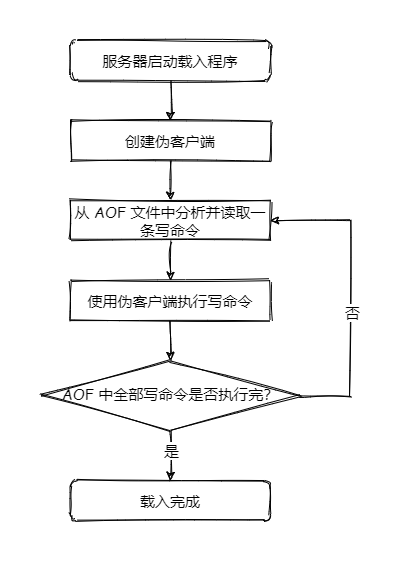 服务器启动载入程序
创建伪客户端
从 AOF 文件中分析并读取一
条写命令
使用伪客户端执行写命令
否
AOF 中全部写命令是否执行完?
是
载入完成